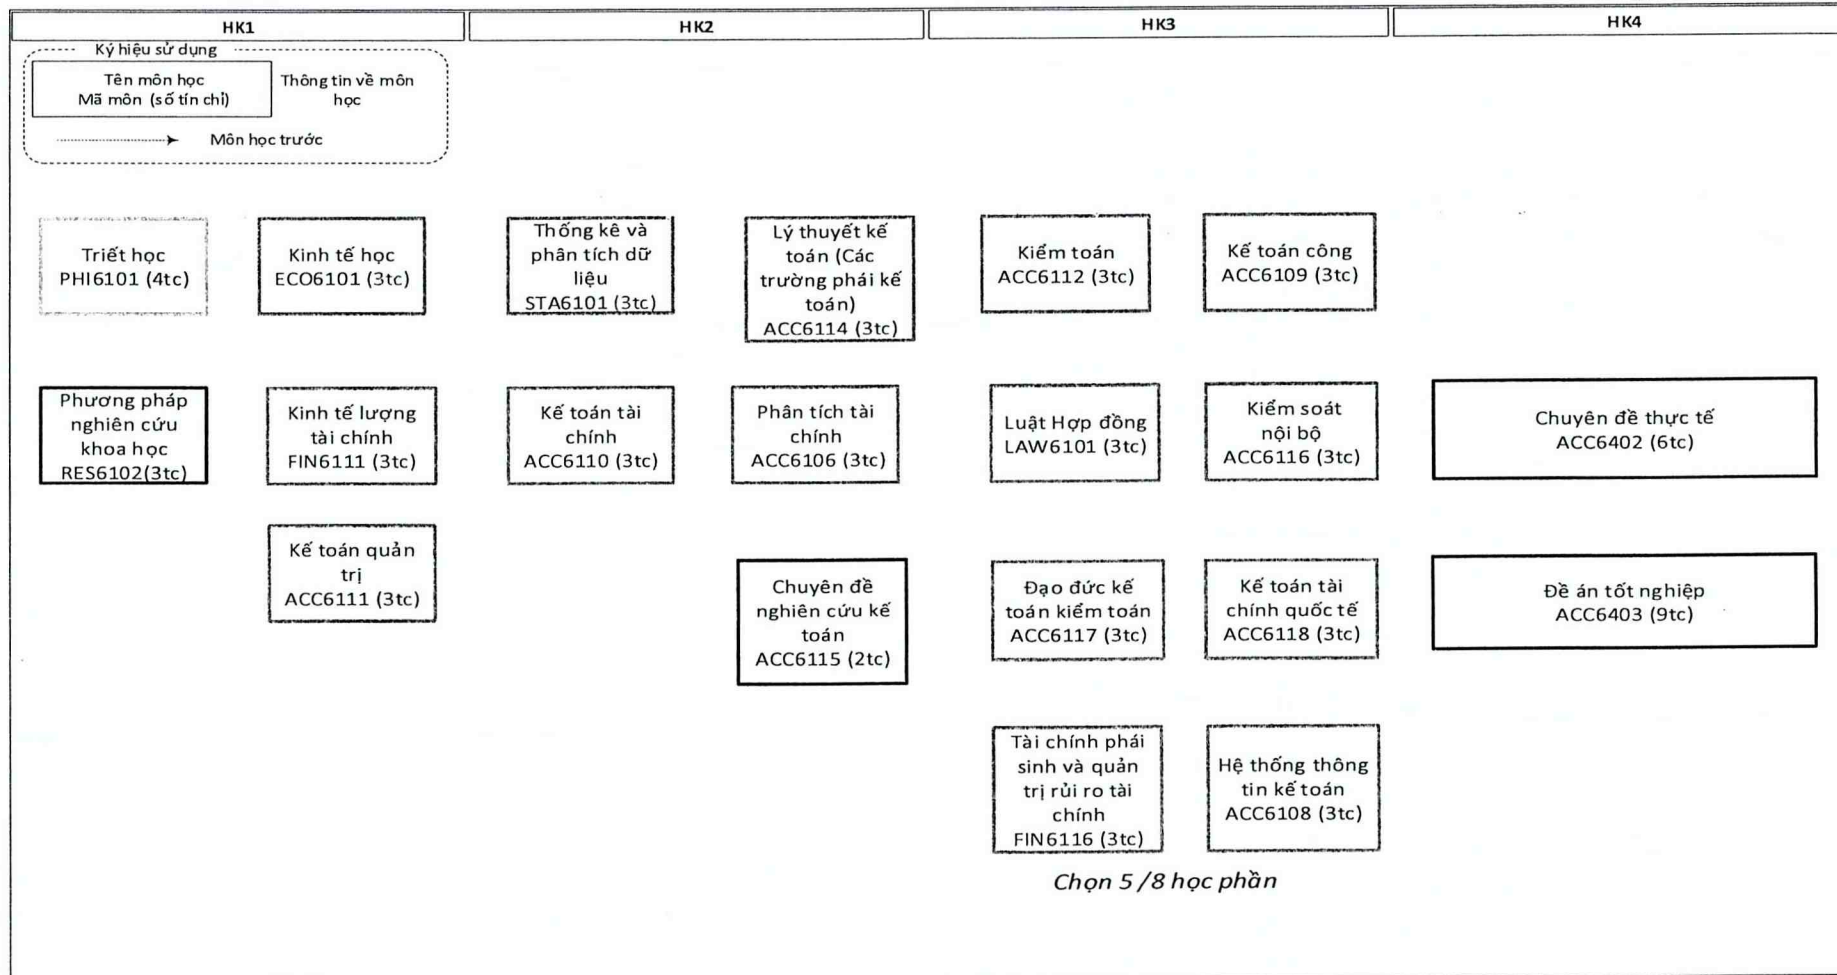 HK1
HK2
HK3
HK4
Ký hiệu sử dụng
Tên môn học
Mã môn (số tín chỉ)
Thông tin về môn
học
Môn học trước
Triết học
PHI6101 (4tc)
Kinh tế học
ECO6101 (3tc)
Thống kê và
phân tích dữ
liệu
STA6101 (3tc)
Lý thuyết kế
toán (Các
trường phái kế
toán)
ACC6114 (3tc)
Kiểm toán
ACC6112 (3tc)
Kế toán công
ACC6109 (3tc)
Phương pháp
nghiên cứu
khoa học
RES6102(3tc)
Kinh tế lượng
tài chính
FIN6111 (3tc)
Kế toán tài
chính
ACC6110 (3tc)
Phân tích tài
chính
ACC6106 (3tc)
Luật Hợp đồng
LAW6101 (3tc)
Kiểm soát
nội bộ
ACC6116 (3tc)
Chuyên đề thực tế
ACC6402 (6tc)
Kế toán quản
trị
ACC6111 (3tc)
Chuyên đề
nghiên cứu kế
toán
ACC6115 (2tc)
Đạo đức kế
toán kiểm toán
ACC6117 (3tc)
Kế toán tài
chính quốc tế
ACC6118 (3tc)
Đề án tốt nghiệp
ACC6403 (9tc)
Tài chính phái
sinh và quản
trị rủi ro tài
chính
FIN6116 (3tc)
Hệ thống thông
tin kế toán
ACC6108 (3tc)
Chọn 5/8 học phần